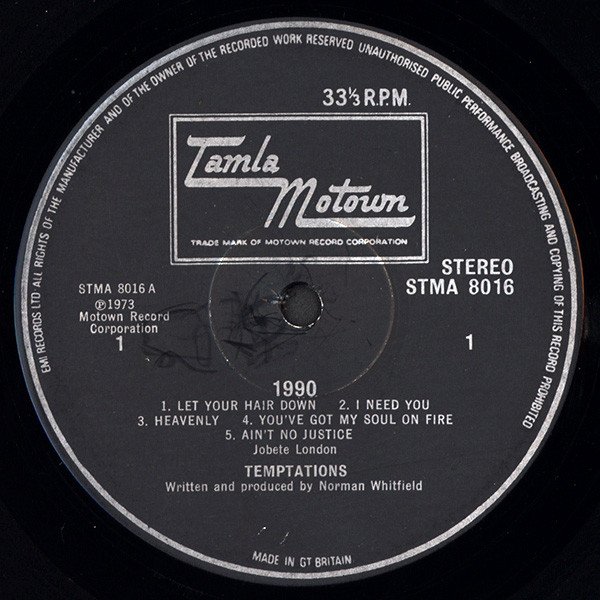 EMI RECORDS LTD ALL RIGHTS OF THE MANUFACTURER AND OF THE OWNER OF THE RECORDED WORK RESERVED UNAUTHORISED PUBLIC PERFORMANCE BROADCASTING AND COPYING OF THIS RECORD PROHIBITED
33⅓ R.P.M.
Tamla
Motown
TRADE MARK OF MOTOWN RECORD CORPORATION
STEREO
STMA 8016
STMA 8016 A
℗1973
Motown Record
Corporation
1
1
1990
1. LET YOUR HAIR DOWN 2. I NEED YOU
3. HEAVENLY 4. YOU'VE GOT MY SOUL ON FIRE
5. AIN'T NO JUSTICE
Jobete London
TEMPTATIONS
Written and produced by Norman Whitfield
MADE IN GT BRITAIN